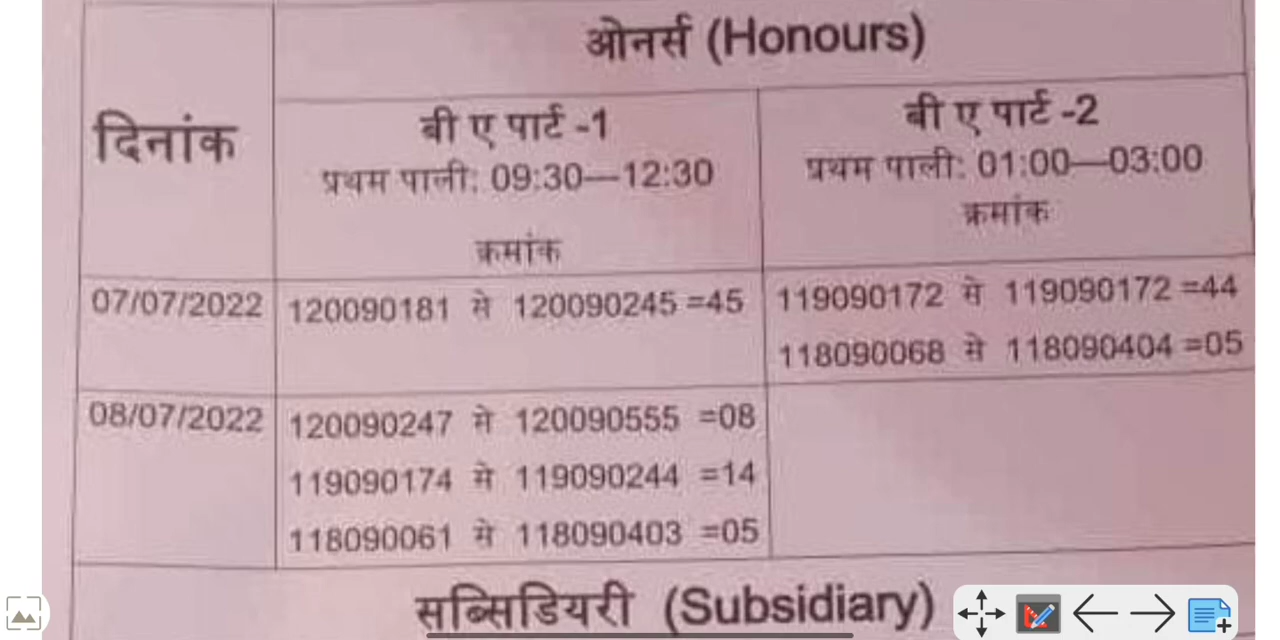 ओनर्स (Honours)
दिनांक
बी ए पार्ट -1
प्रथम पाली: 09:30—12:30
क्रमांक
बी ए पार्ट -2
प्रथम पाली: 01:00—03:00
क्रमांक
07/07/2022 120090181 से 120090245 =45 119090172 से 119090172 =44
118090068 से 118090404 =05
08/07/2022 120090247 से 120090555 =08
119090174 से 119090244 =14
118090061 से 118090403 =05
सब्सिडियरी (Subsidiary)